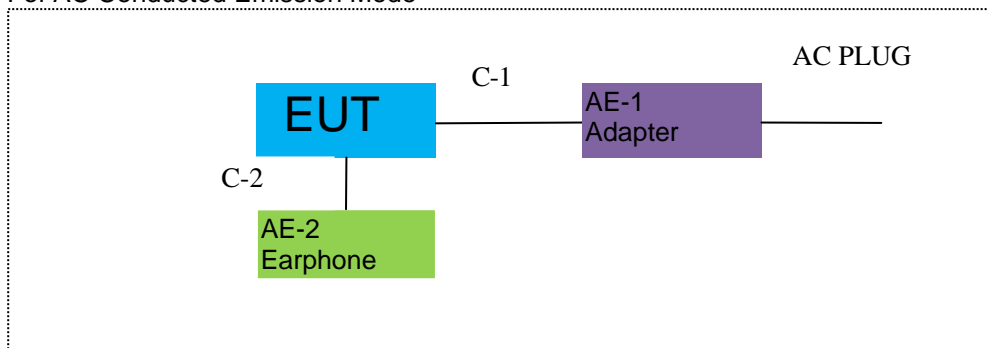 For AC Conducted Emission Mode
AC PLUG
C-1
EUT
AE-1
Adapter
C-2
AE-2
Earphone